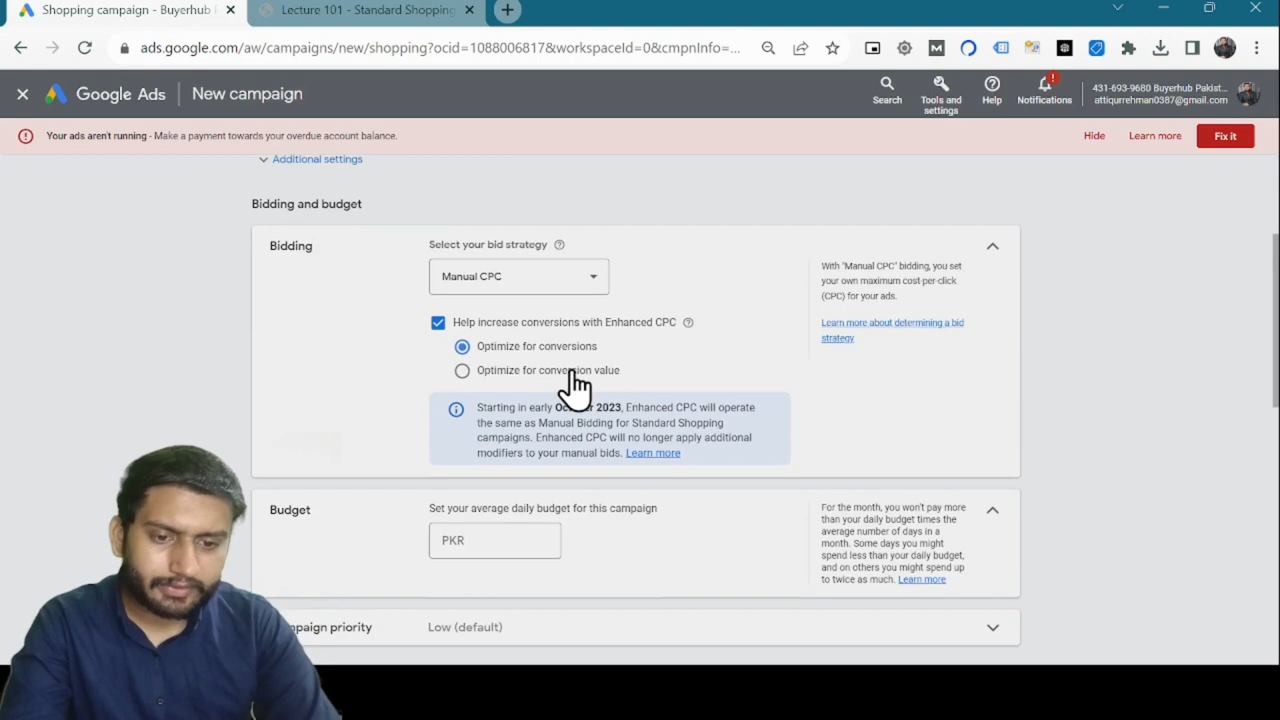 Shopping campaign - Buyerhub
Lecture 101 - Standard Shopping
ads.google.com/aw/campaigns/new/shopping?ocid=1088006817&workspaceId=0&cmpnInfo=...
Google Ads
New campaign
Search
Tools and settings
Help
Notifications
431-693-9680 Buyerhub Pakist...
attiqurrehman0387@gmail.com
Your ads aren't running - Make a payment towards your overdue account balance.
Hide
Learn more
Fix it
Additional settings
Bidding and budget
Bidding
Select your bid strategy
Manual CPC
Help increase conversions with Enhanced CPC
Optimize for conversions
Optimize for conversion value
Starting in early October 2023, Enhanced CPC will operate
the same as Manual Bidding for Standard Shopping
campaigns. Enhanced CPC will no longer apply additional
modifiers to your manual bids. Learn more
With "Manual CPC" bidding, you set
your own maximum cost-per-click
(CPC) for your ads.
Learn more about determining a bid
strategy
Budget
Set your average daily budget for this campaign
PKR
For the month, you won't pay more
than your daily budget times the
average number of days in a
month. Some days you might
spend less than your daily budget,
and on others you might spend up
to twice as much. Learn more
priority
Low (default)